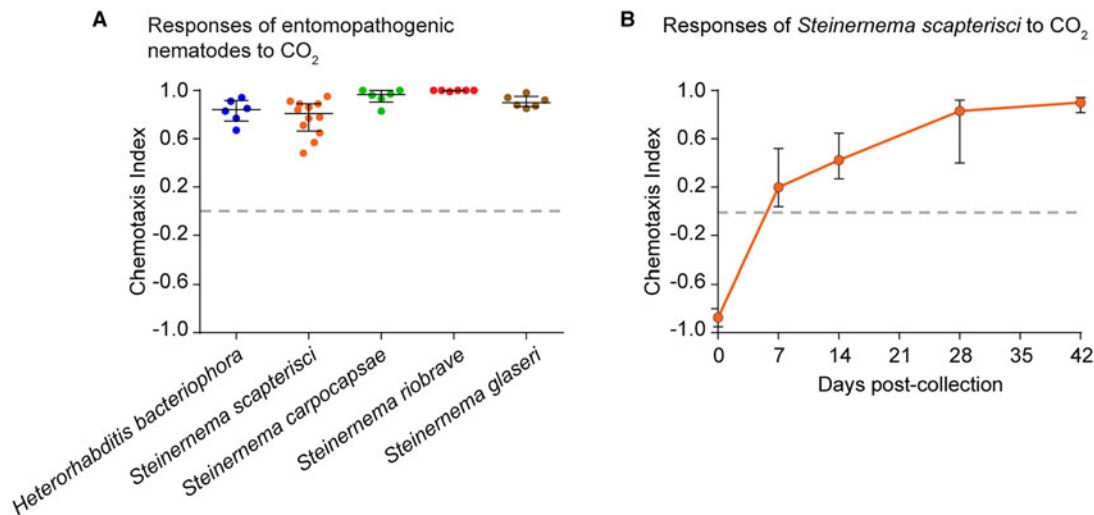 A
Responses of entomopathogenic
nematodes to CO₂
Chemotaxis Index
1.0
0.6
0.2
-0.2
-0.6
-1.0
Heterorhabditis bacteriophora
Steinernema scapterisci
Steinernema carpocapsae
Steinernema riobrave
Steinernema glaseri
B
Responses of Steinernema scapterisci to CO₂
Chemotaxis Index
1.0
0.6
0.2
-0.2
-0.6
-1.0
0 7 14 21 28 35 42
Days post-collection